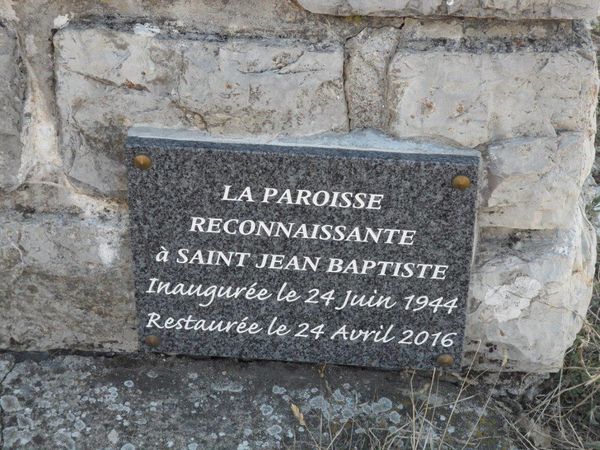 LA PAROISSE
RECONNAISSANTE
à SAINT JEAN BAPTISTE
Inaugurée le 24 Juin 1944
Restaurée le 24 Avril 2016